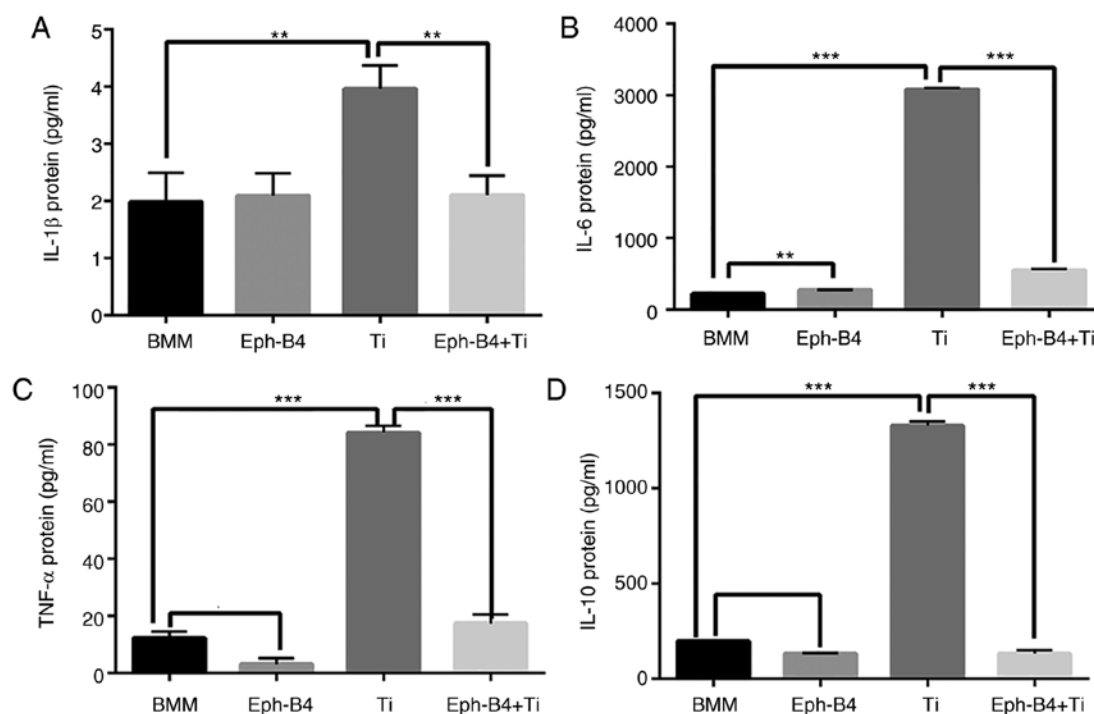 A
IL-1β protein (pg/ml)
5
4
3
2
1
0
**
**
BMM Eph-B4 Ti Eph-B4+Ti
B
IL-6 protein (pg/ml)
4000
3000
2000
1000
0
***
***
**
BMM Eph-B4 Ti Eph-B4+Ti
C
TNF-α protein (pg/ml)
100
80
60
40
20
0
***
***
BMM Eph-B4 Ti Eph-B4+Ti
D
IL-10 protein (pg/ml)
1500
1000
500
0
***
***
BMM Eph-B4 Ti Eph-B4+Ti